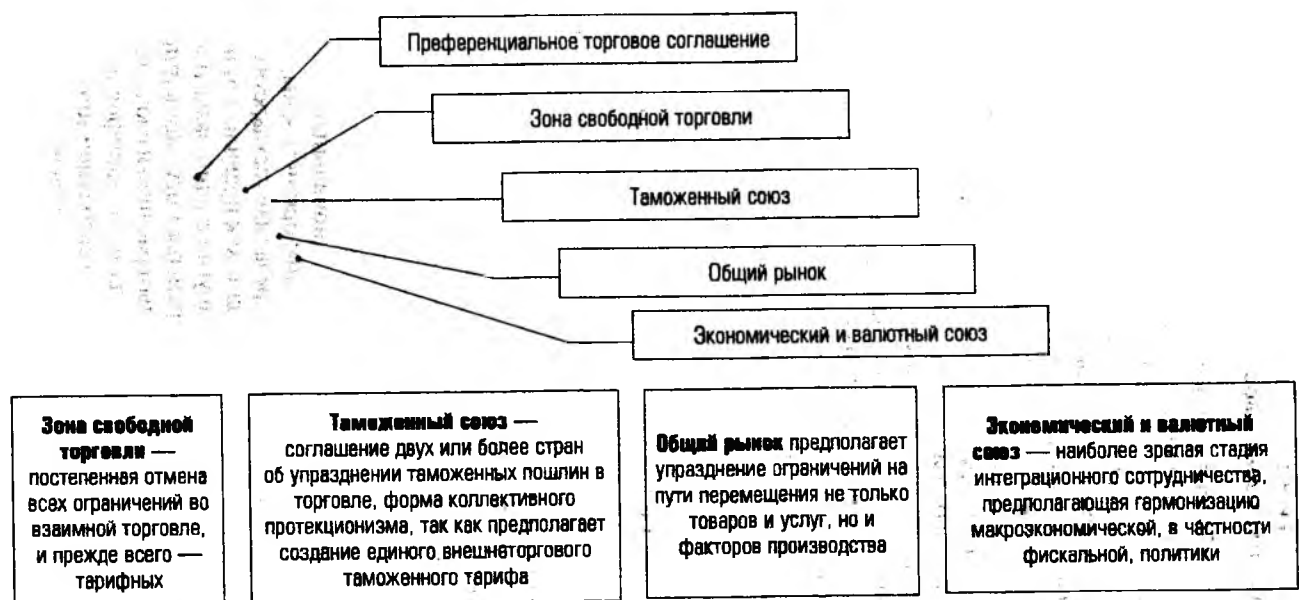 Преференциальное торговое соглашение
Зона свободной торговли
Таможенный союз
Общий рынок
Экономический и валютный союз
Зона свободной
торговли —
постепенная отмена
всех ограничений во
взаимной торговле,
и прежде всего —
тарифных
Таможенный союз —
соглашение двух или более стран
об упразднении таможенных пошлин в
торговле, форма коллективного
протекционизма, так как предполагает
создание единого внешнеторгового
таможенного тарифа
Общий рынок предполагает
упразднение ограничений на
пути перемещения не только
товаров и услуг, но и
факторов производства
Экономический и валютный
союз — наиболее зрелая стадия
интеграционного сотрудничества,
предполагающая гармонизацию
макроэкономической, в частности
фискальной, политики